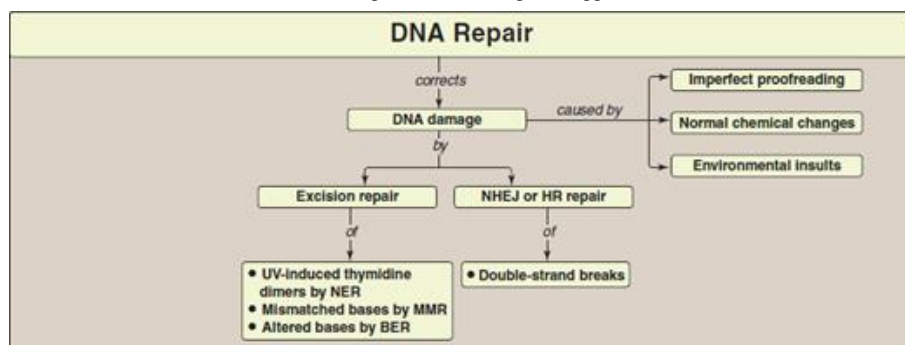 DNA Repair
corrects
DNA damage
caused by
Imperfect proofreading
Normal chemical changes
Environmental insults
by
Excision repair
NHEJ or HR repair
of
of
• UV-induced thymidine
dimers by NER
• Mismatched bases by MMR
• Altered bases by BER
• Double-strand breaks